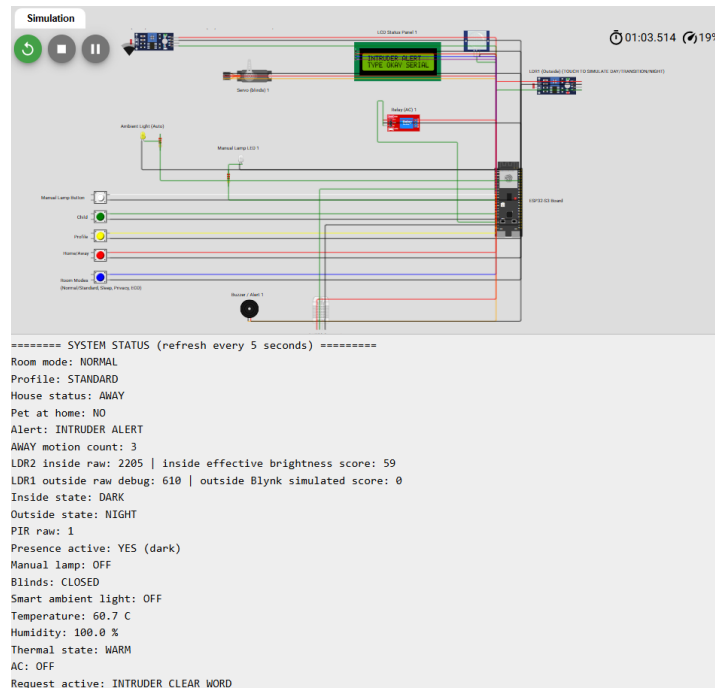 Simulation
01:03.514 19%
LCD Status Panel 1
INTRUDER ALERT
TYPE OKAY SERIAL
Servo (blinds) 1
LDR1 (Outside) (TOUCH TO SIMULATE DAY/TRANSITION/NIGHT)
Relay (AC) 1
Ambient Light (Auto)
Manual Lamp LED 1
Manual Lamp Button
Child
Profile
Home/Away
Room Modes
(Normal/Standard, Sleep, Privacy, ECO)
Buzzer / Alert 1
======== SYSTEM STATUS (refresh every 5 seconds) =========
Room mode: NORMAL
Profile: STANDARD
House status: AWAY
Pet at home: NO
Alert: INTRUDER ALERT
AWAY motion count: 3
LDR2 inside raw: 2205 | inside effective brightness score: 59
LDR1 outside raw debug: 610 | outside Blynk simulated score: 0
Inside state: DARK
Outside state: NIGHT
PIR raw: 1
Presence active: YES (dark)
Manual lamp: OFF
Blinds: CLOSED
Smart ambient light: OFF
Temperature: 60.7 C
Humidity: 100.0 %
Thermal state: WARM
AC: OFF
Request active: INTRUDER CLEAR WORD